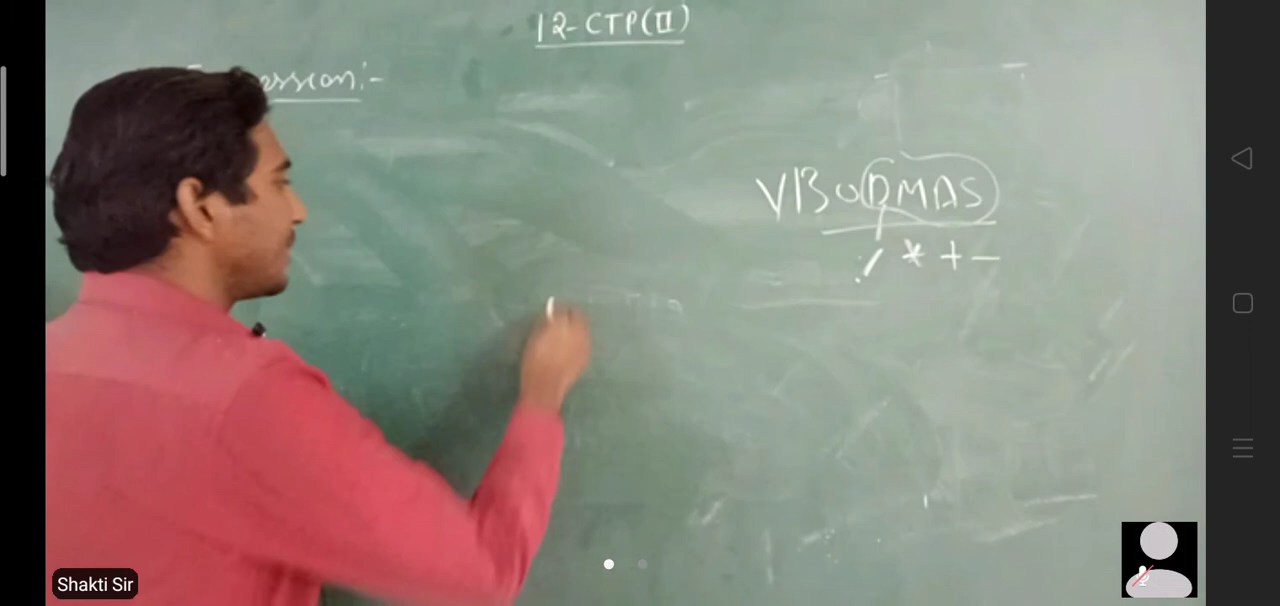 12-CTP(II)
ession:-
VBODMAS
/ * + -
Shakti Sir